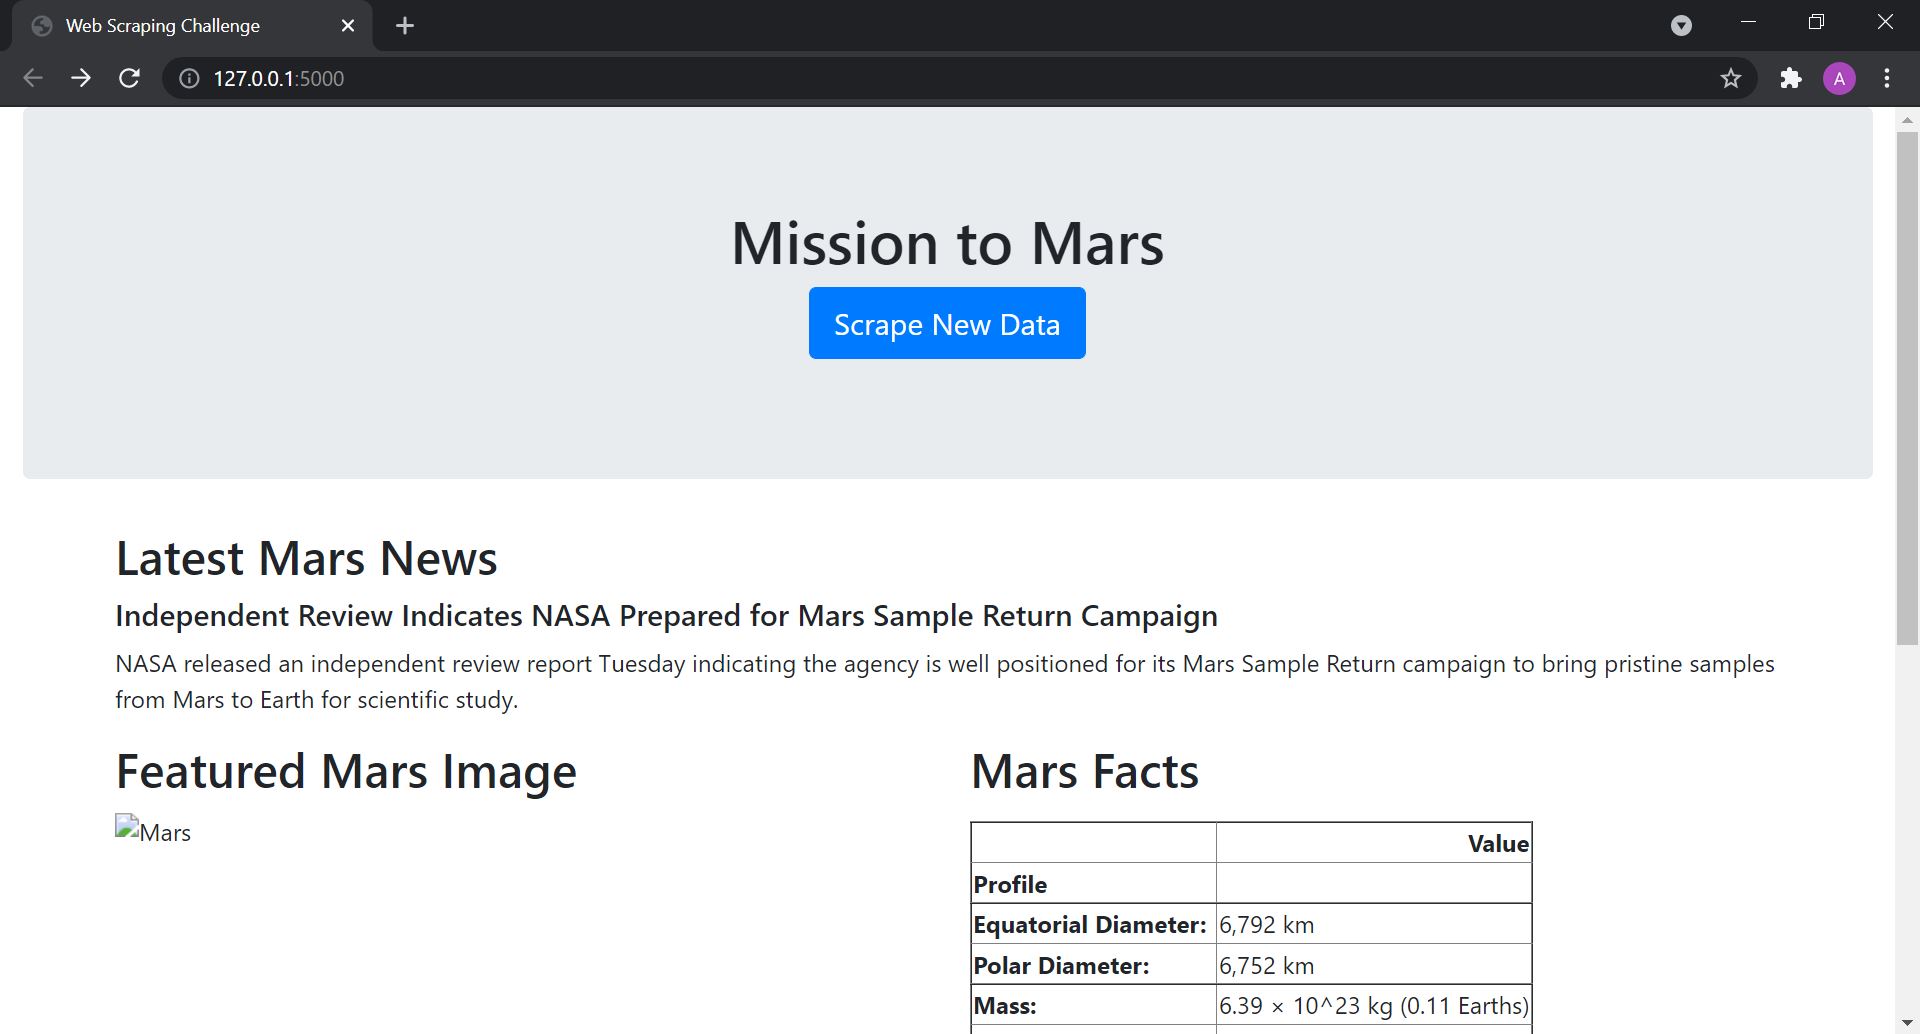 Web Scraping Challenge
127.0.0.1:5000
A
Mission to Mars
Scrape New Data
Latest Mars News
Independent Review Indicates NASA Prepared for Mars Sample Return Campaign
NASA released an independent review report Tuesday indicating the agency is well positioned for its Mars Sample Return campaign to bring pristine samples
from Mars to Earth for scientific study.
Featured Mars Image
Mars
Mars Facts
Value
Profile
Equatorial Diameter: 6,792 km
Polar Diameter: 6,752 km
Mass: 6.39 × 10^23 kg (0.11 Earths)